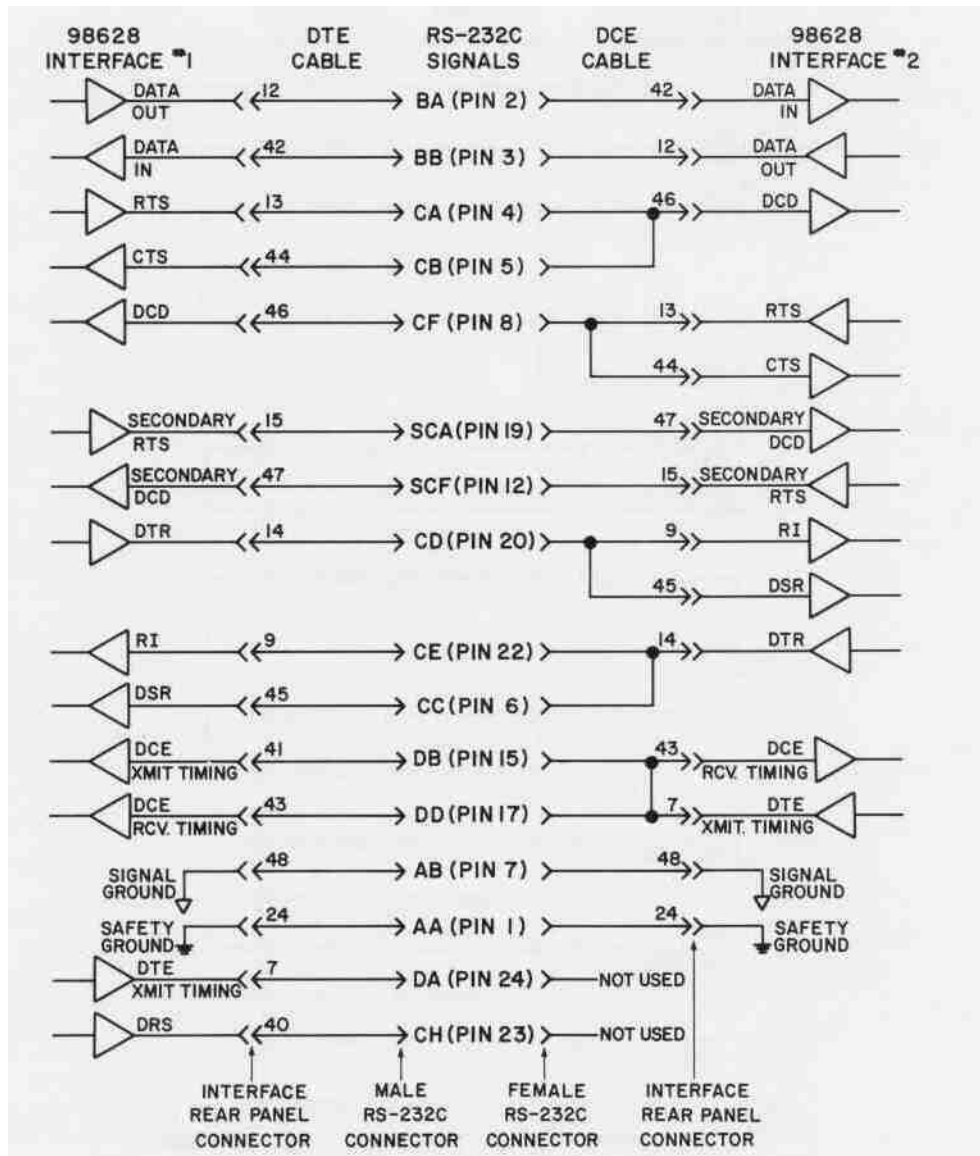 98628 INTERFACE #1 DTE CABLE RS-232C SIGNALS DCE CABLE 98628 INTERFACE #2
DATA OUT 12 BA (PIN 2) 42 DATA IN
DATA IN 42 BB (PIN 3) 12 DATA OUT
RTS 13 CA (PIN 4) 46 DCD
CTS 44 CB (PIN 5)
DCD 46 CF (PIN 8) 13 RTS
44 CTS
SECONDARY RTS 15 SCA (PIN 19) 47 SECONDARY DCD
SECONDARY DCD 47 SCF (PIN 12) 15 SECONDARY RTS
DTR 14 CD (PIN 20) 9 RI
45 DSR
RI 9 CE (PIN 22) 14 DTR
DSR 45 CC (PIN 6)
DCE XMIT TIMING 41 DB (PIN 15) 43 DCE RCV. TIMING
DCE RCV. TIMING 43 DD (PIN 17) 7 DTE XMIT. TIMING
SIGNAL GROUND 48 AB (PIN 7) 48 SIGNAL GROUND
SAFETY GROUND 24 AA (PIN 1) 24 SAFETY GROUND
DTE XMIT TIMING 7 DA (PIN 24) NOT USED
DRS 40 CH (PIN 23) NOT USED
INTERFACE REAR PANEL CONNECTOR MALE RS-232C CONNECTOR FEMALE RS-232C CONNECTOR INTERFACE REAR PANEL CONNECTOR